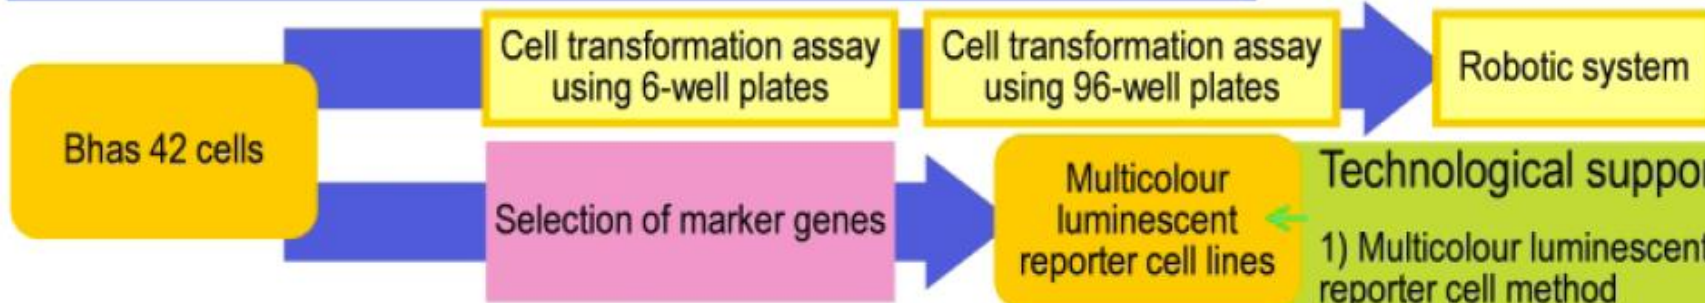 Cell transformation assay
using 6-well plates
Cell transformation assay
using 96-well plates
Robotic system
Bhas 42 cells
Selection of marker genes
Multicolour
luminescent
reporter cell lines
Technological suppor
1) Multicolour luminescent
reporter cell method